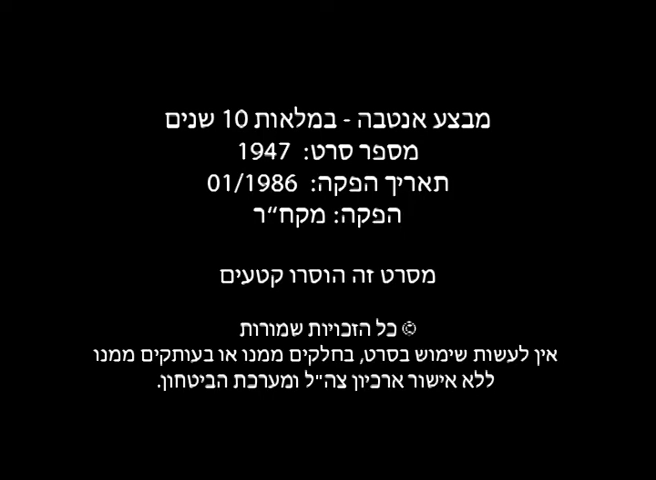 מבצע אנטבה - במלאות 10 שנים
מספר סרט: 1947
תאריך הפקה: 01/1986
הפקה: מקח״ר
מסרט זה הוסרו קטעים
© כל הזכויות שמורות
אין לעשות שימוש בסרט, בחלקים ממנו או בעותקים ממנו
ללא אישור ארכיון צה"ל ומערכת הביטחון.